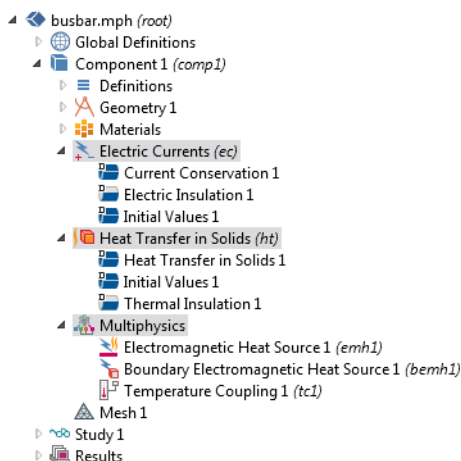 busbar.mph (root)
Global Definitions
Component 1 (comp1)
Definitions
Geometry 1
Materials
Electric Currents (ec)
Current Conservation 1
Electric Insulation 1
Initial Values 1
Heat Transfer in Solids (ht)
Heat Transfer in Solids 1
Initial Values 1
Thermal Insulation 1
Multiphysics
Electromagnetic Heat Source 1 (emh1)
Boundary Electromagnetic Heat Source 1 (bemh1)
Temperature Coupling 1 (tc1)
Mesh 1
Study 1
Results